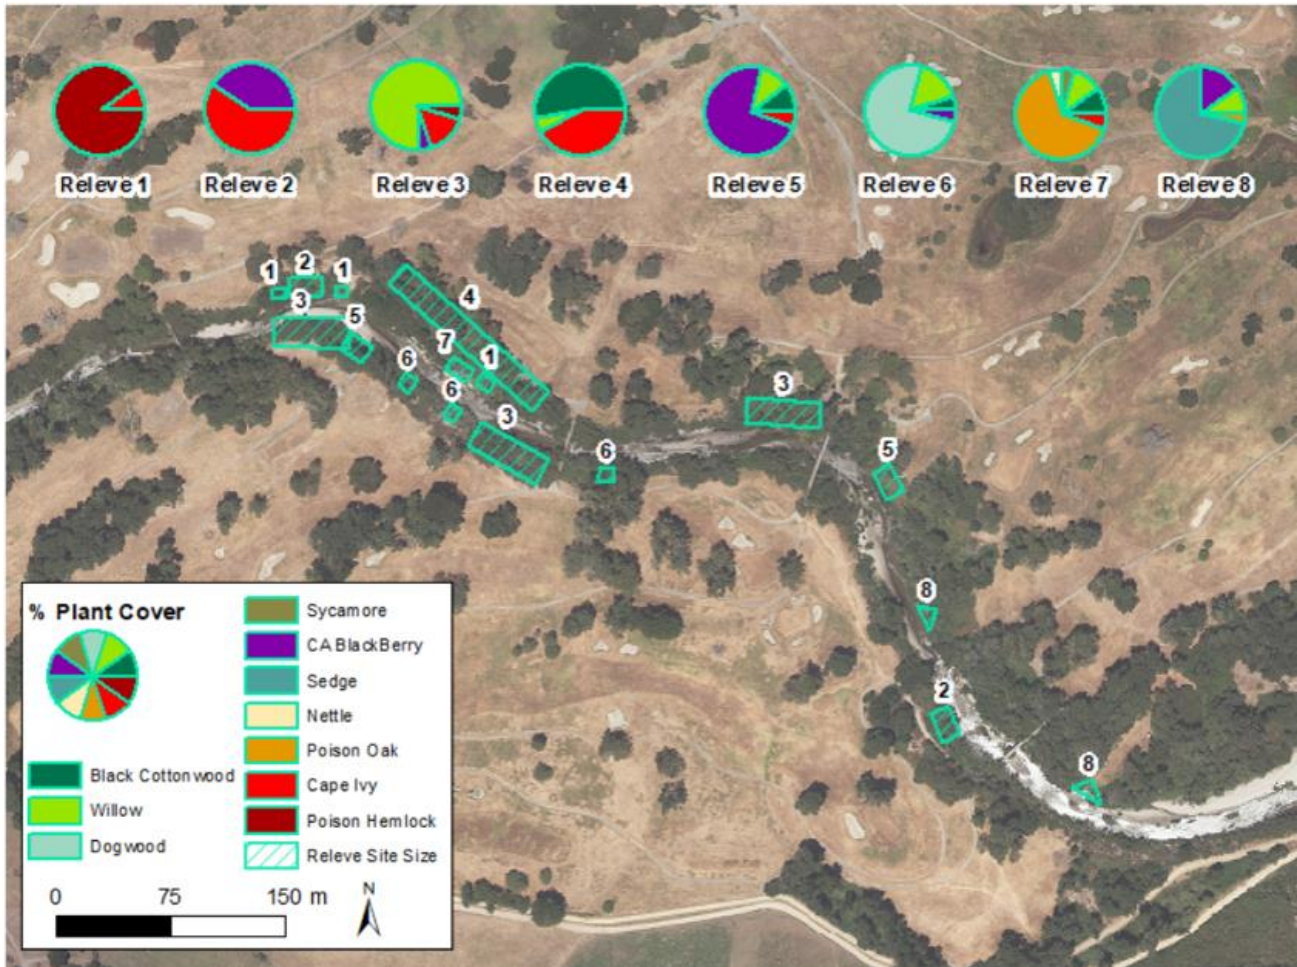 Releve 1 Releve 2 Releve 3 Releve 4 Releve 5 Releve 6 Releve 7 Releve 8
1 2 1
3 5
4
7 1
6
6
3
6
3
5
8
2
8
% Plant Cover
Black Cottonwood
Willow
Dogwood
Sycamore
CA BlackBerry
Sedge
Nettle
Poison Oak
Cape Ivy
Poison Hemlock
Releve Site Size
0 75 150 m
N